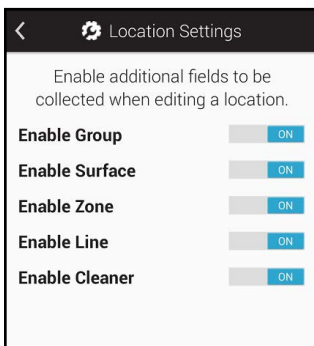 Location Settings
Enable additional fields to be
collected when editing a location.
Enable Group ON
Enable Surface ON
Enable Zone ON
Enable Line ON
Enable Cleaner ON